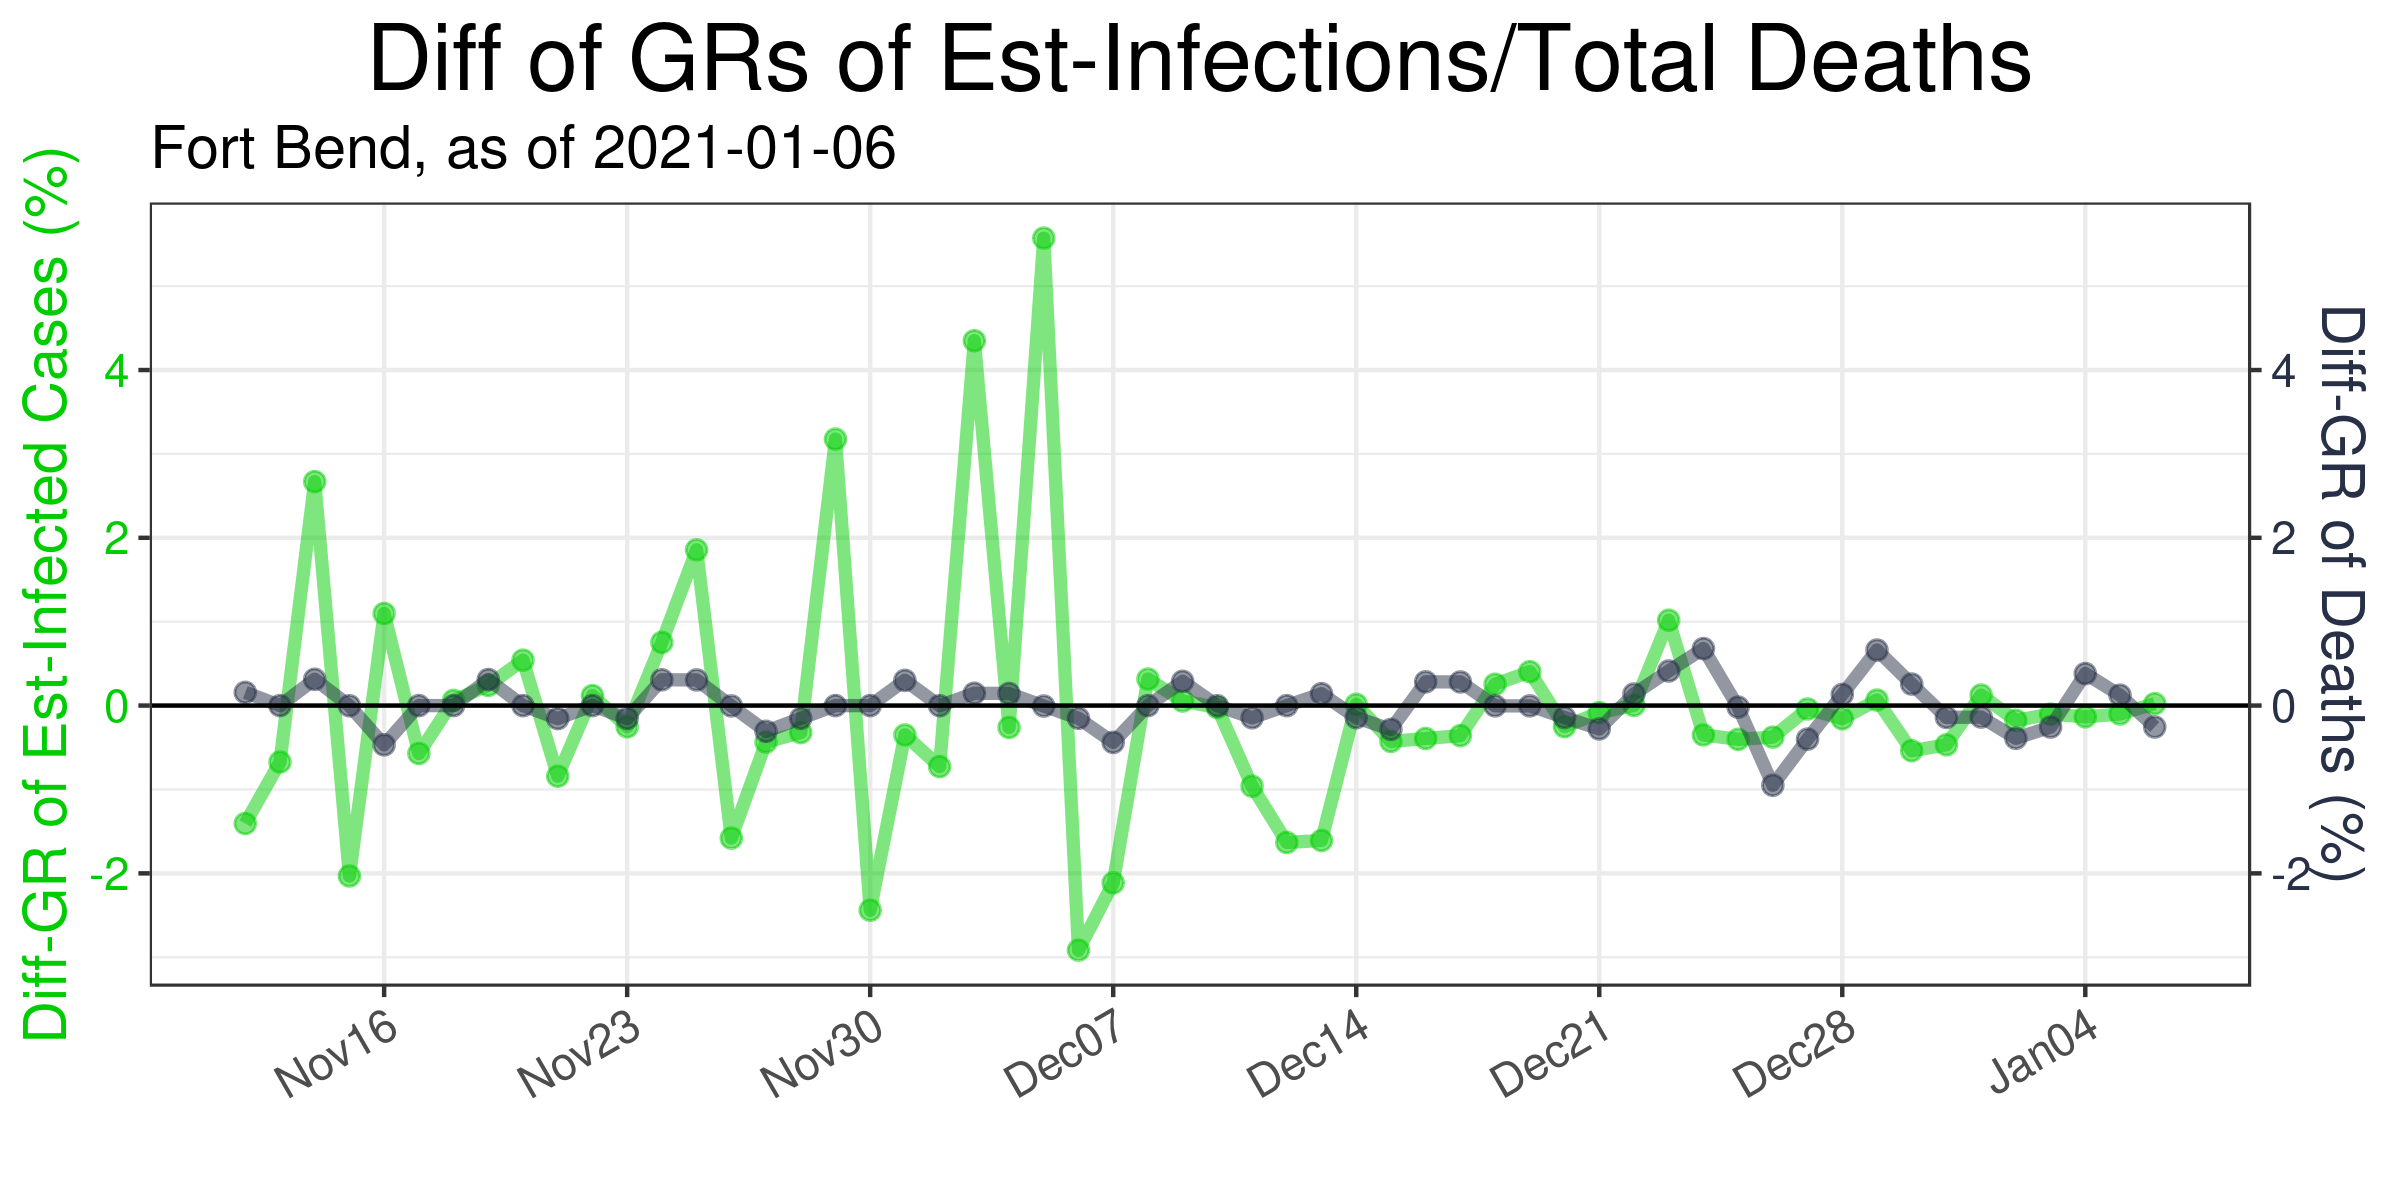 Diff of GRs of Est-Infections/Total Deaths
Fort Bend, as of 2021-01-06
Diff-GR of Est-Infected Cases (%)
4
2
0
-2
4
2
0
-2
Diff-GR of Deaths (%)
Nov16
Nov23
Nov30
Dec07
Dec14
Dec21
Dec28
Jan04